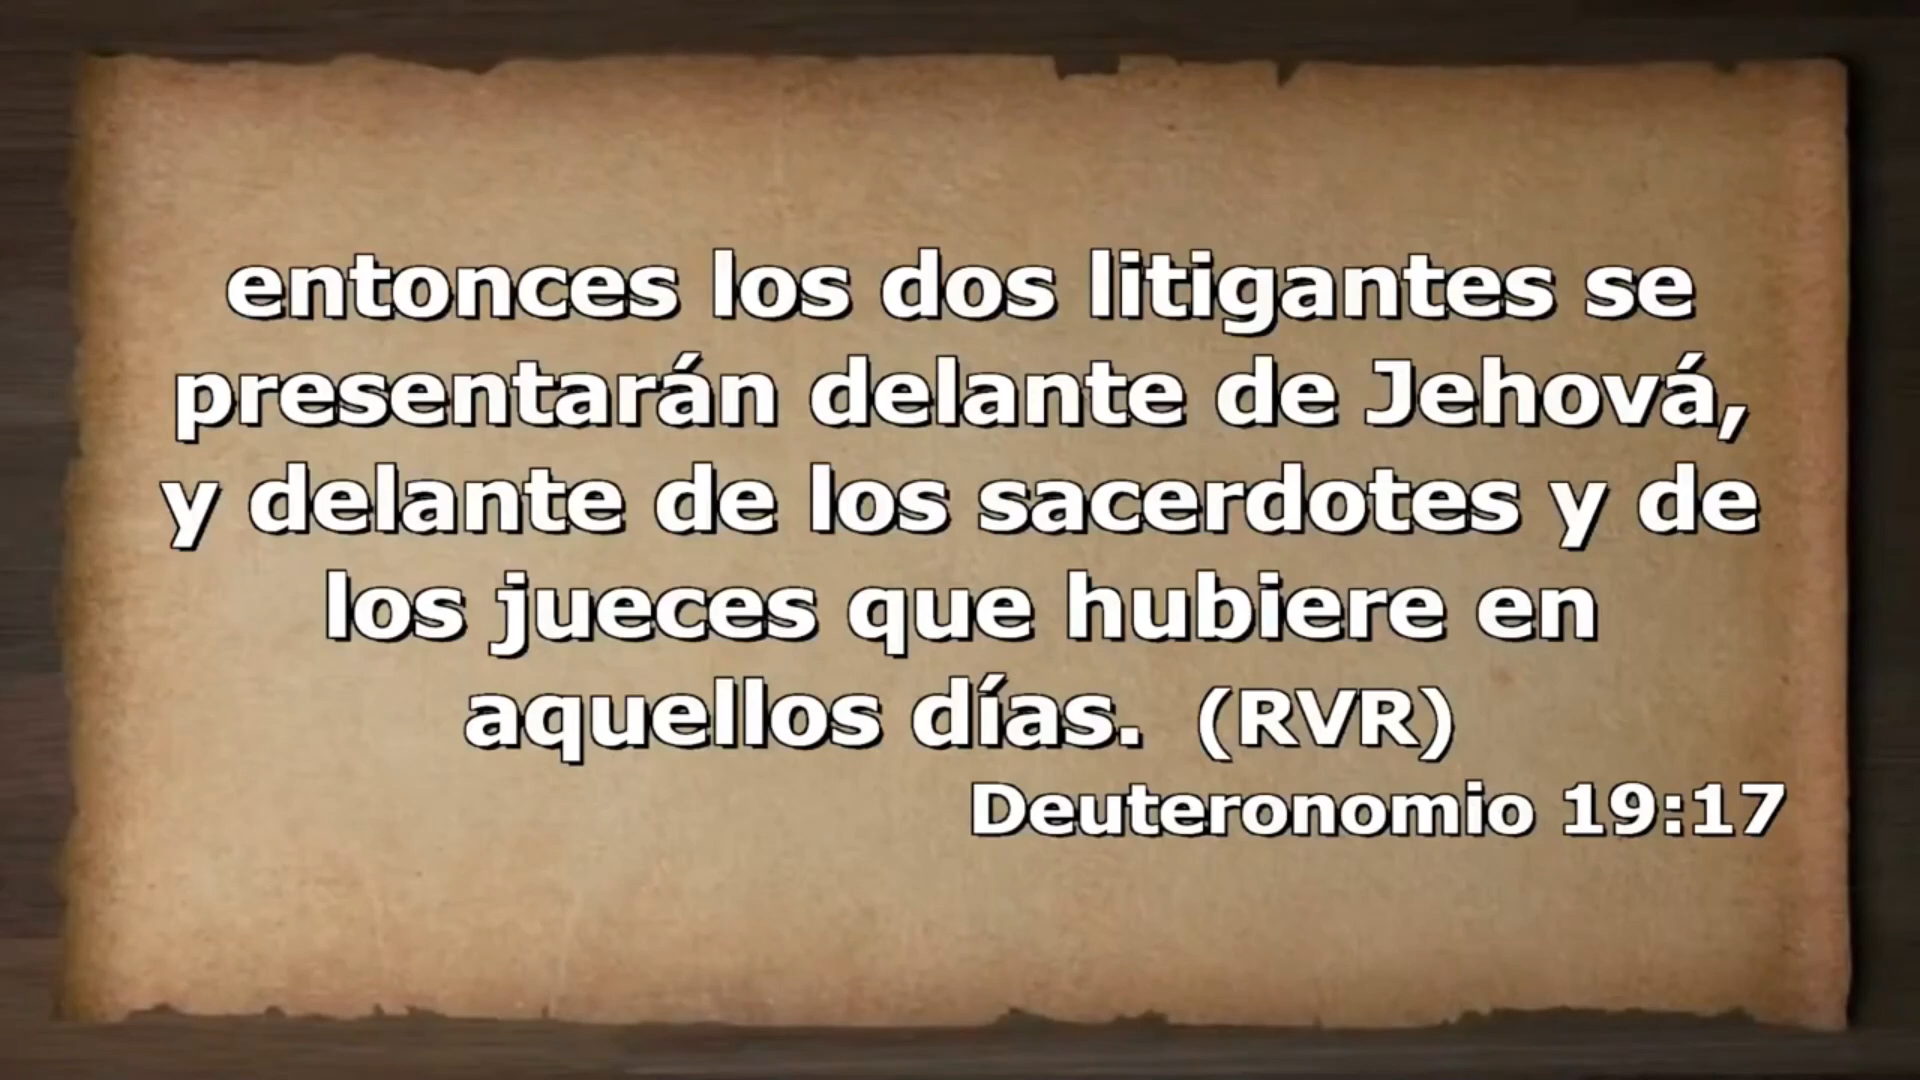 entonces los dos litigantes se
presentarán delante de Jehová,
y delante de los sacerdotes y de
los jueces que hubiere en
aquellos días. (RVR)
Deuteronomio 19:17